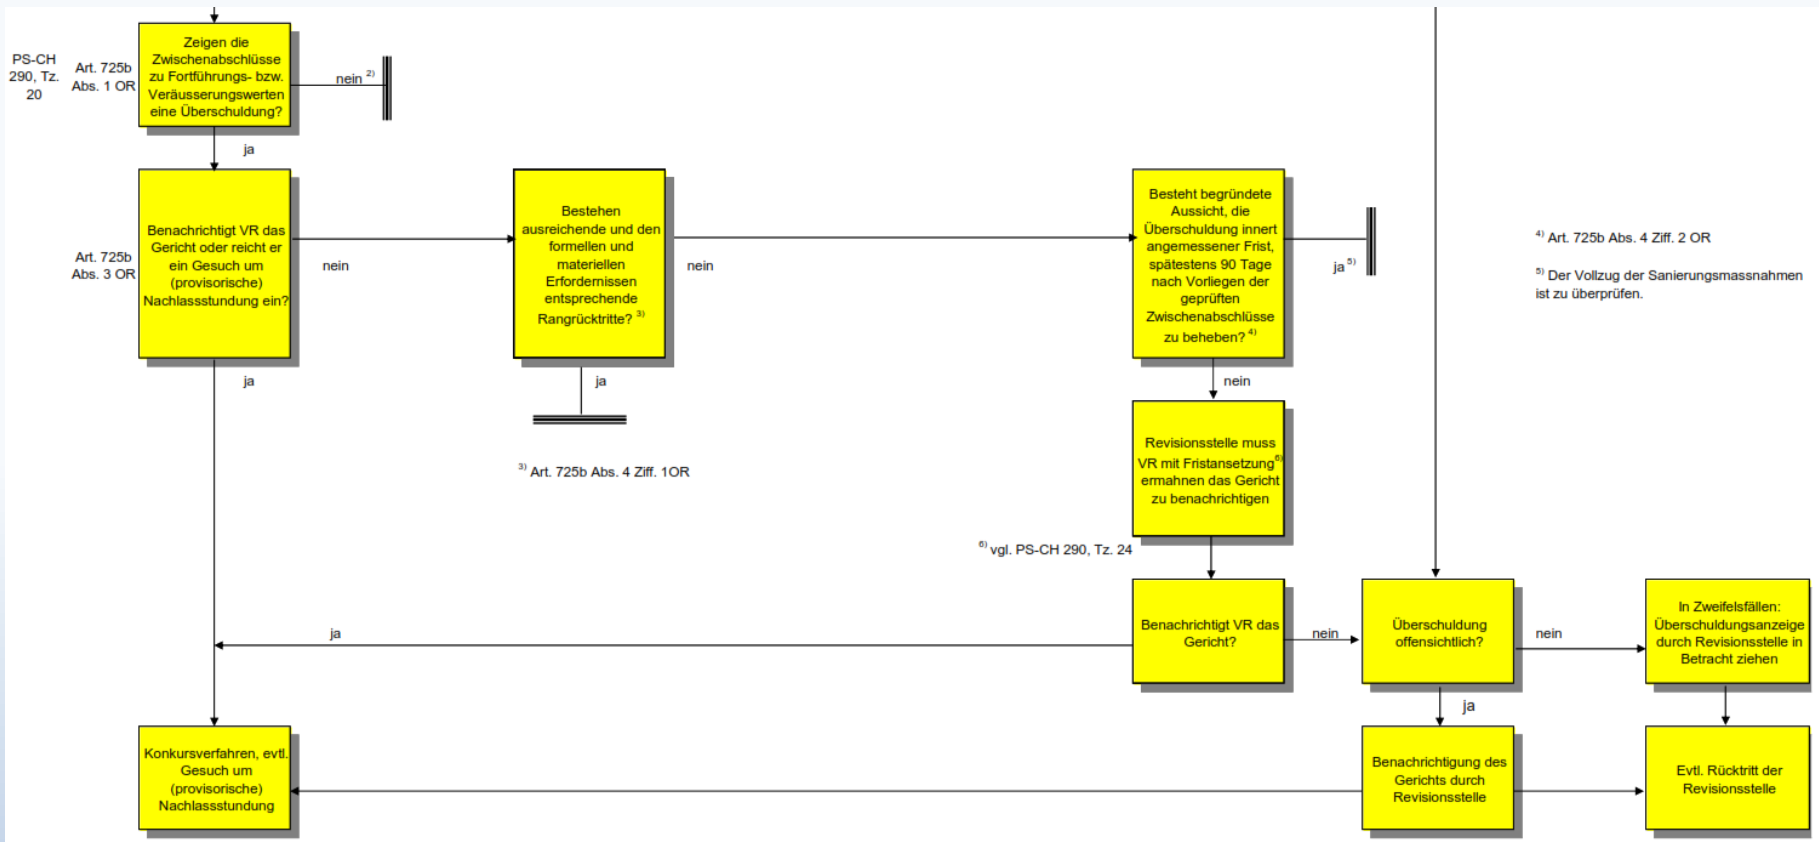 PS-CH
290, Tz.
20
Art. 725b
Abs. 1 OR
Zeigen die
Zwischenabschlüsse
zu Fortführungs- bzw.
Veräusserungswerten
eine Überschuldung?
nein 2)
ja
Art. 725b
Abs. 3 OR
Benachrichtigt VR das
Gericht oder reicht er
ein Gesuch um
(provisorische)
Nachlassstundung ein?
nein
ja
Bestehen
ausreichende und den
formellen und
materiellen
Erfordernissen
entsprechende
Rangrücktritte? 3)
nein
ja
3) Art. 725b Abs. 4 Ziff. 1OR
Besteht begründete
Aussicht, die
Überschuldung innert
angemessener Frist,
spätestens 90 Tage
nach Vorliegen der
geprüften
Zwischenabschlüsse
zu beheben? 4)
ja 5)
nein
4) Art. 725b Abs. 4 Ziff. 2 OR
5) Der Vollzug der Sanierungsmassnahmen
ist zu überprüfen.
Revisionsstelle muss
VR mit Fristansetzung6)
ermahnen das Gericht
zu benachrichtigen
6) vgl. PS-CH 290, Tz. 24
Benachrichtigt VR das
Gericht?
ja
nein
Überschuldung
offensichtlich?
nein
ja
In Zweifelsfällen:
Überschuldungsanzeige
durch Revisionsstelle in
Betracht ziehen
Konkursverfahren, evtl.
Gesuch um
(provisorische)
Nachlassstundung
Benachrichtigung des
Gerichts durch
Revisionsstelle
Evtl. Rücktritt der
Revisionsstelle